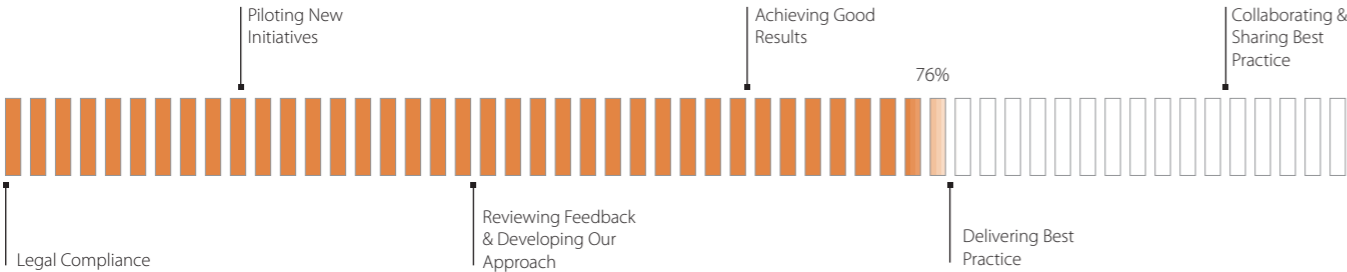 Piloting New
Initiatives
Achieving Good
Results
Collaborating &
Sharing Best
Practice
76%
Legal Compliance
Reviewing Feedback
& Developing Our
Approach
Delivering Best
Practice